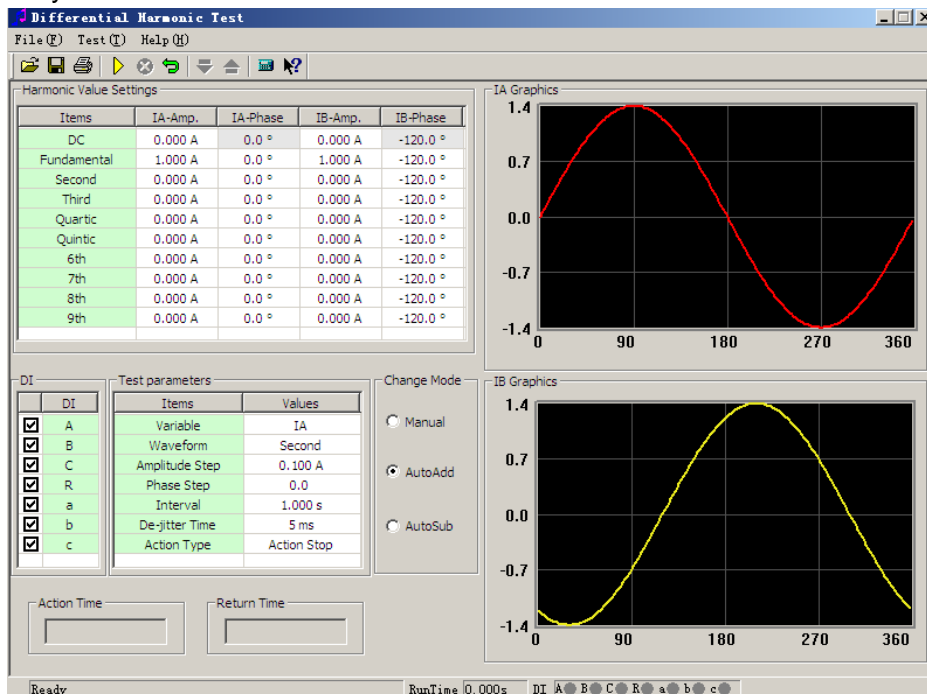 Differential Harmonic Test
File(F) Test(T) Help(H)
Harmonic Value Settings
Items IA-Amp. IA-Phase IB-Amp. IB-Phase
DC 0.000 A 0.0 ° 0.000 A -120.0 °
Fundamental 1.000 A 0.0 ° 1.000 A -120.0 °
Second 0.000 A 0.0 ° 0.000 A -120.0 °
Third 0.000 A 0.0 ° 0.000 A -120.0 °
Quartic 0.000 A 0.0 ° 0.000 A -120.0 °
Quintic 0.000 A 0.0 ° 0.000 A -120.0 °
6th 0.000 A 0.0 ° 0.000 A -120.0 °
7th 0.000 A 0.0 ° 0.000 A -120.0 °
8th 0.000 A 0.0 ° 0.000 A -120.0 °
9th 0.000 A 0.0 ° 0.000 A -120.0 °
IA Graphics
1.4
0.7
0.0
-0.7
-1.4
0 90 180 270 360
DI
DI
A
B
C
R
a
b
c
Test parameters
Items Values
Variable IA
Waveform Second
Amplitude Step 0.100 A
Phase Step 0.0
Interval 1.000 s
De-jitter Time 5 ms
Action Type Action Stop
Change Mode
Manual
AutoAdd
AutoSub
IB Graphics
1.4
0.7
0.0
-0.7
-1.4
0 90 180 270 360
Action Time
Return Time
Ready RunTime 0.000s DI A B C R a b c